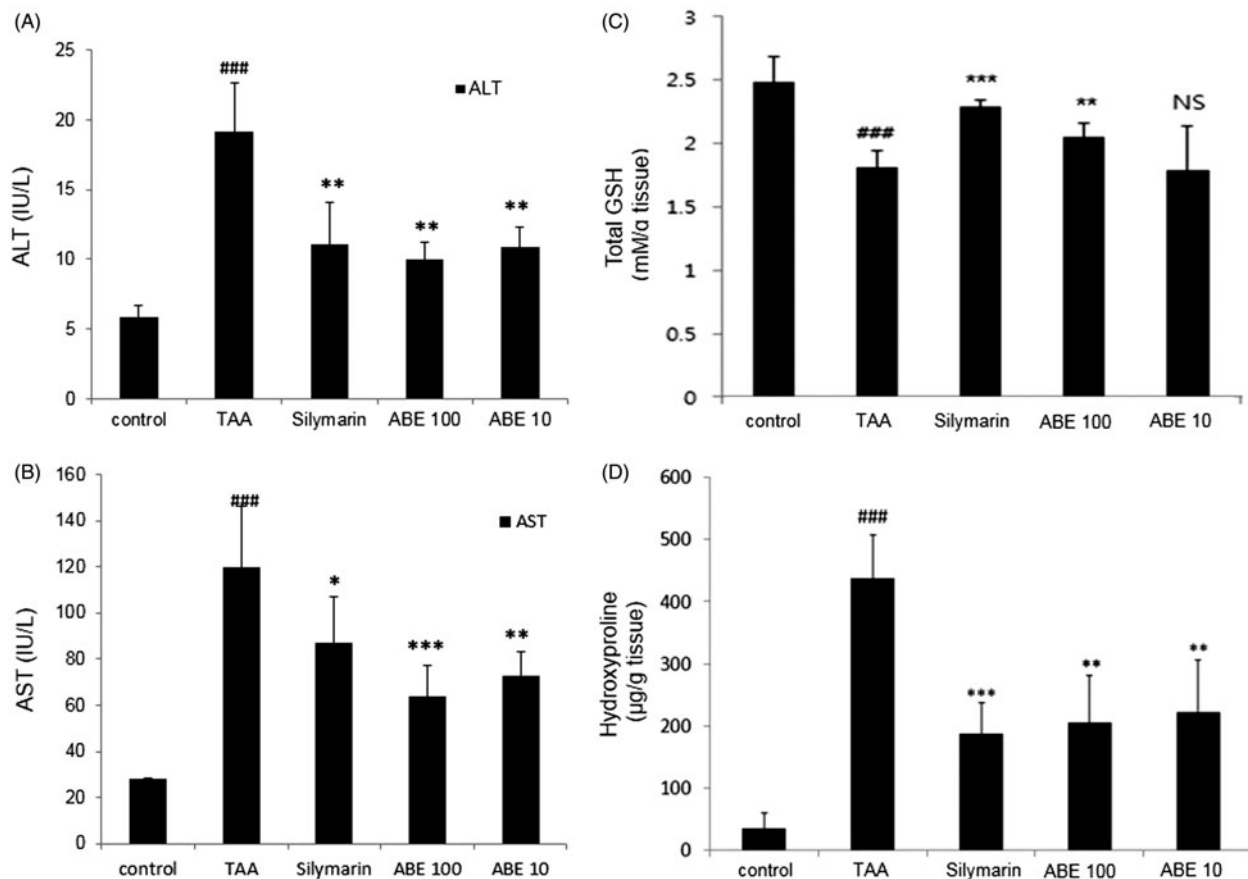 (A)
25
20
15
10
5
0
ALT (IU/L)
###
**
**
**
ALT
control TAA Silymarin ABE 100 ABE 10
(B)
160
140
120
100
80
60
40
20
0
AST (IU/L)
###
*
***
**
AST
control TAA Silymarin ABE 100 ABE 10
(C)
3
2.5
2
1.5
1
0.5
0
Total GSH
(mM/g tissue)
###
***
**
NS
control TAA Silymarin ABE 100 ABE 10
(D)
600
500
400
300
200
100
0
Hydroxyproline
(µg/g tissue)
###
***
**
**
control TAA Silymarin ABE 100 ABE 10